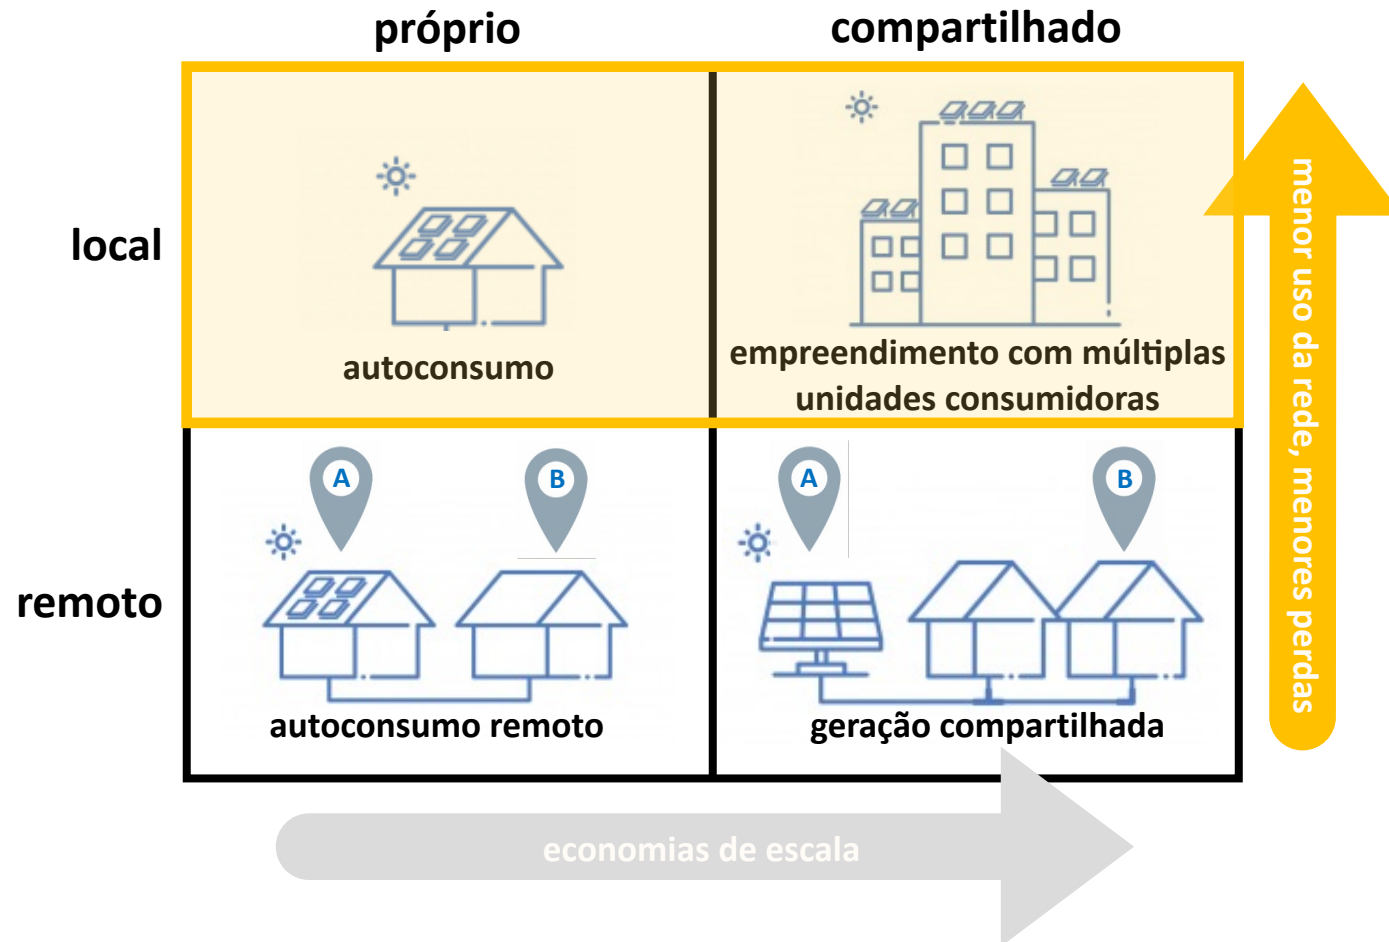 próprio
compartilhado
local
autoconsumo
empreendimento com múltiplas
unidades consumidoras
menor uso da rede, menores perdas
remoto
A
B
A
B
autoconsumo remoto
geração compartilhada
economias de escala